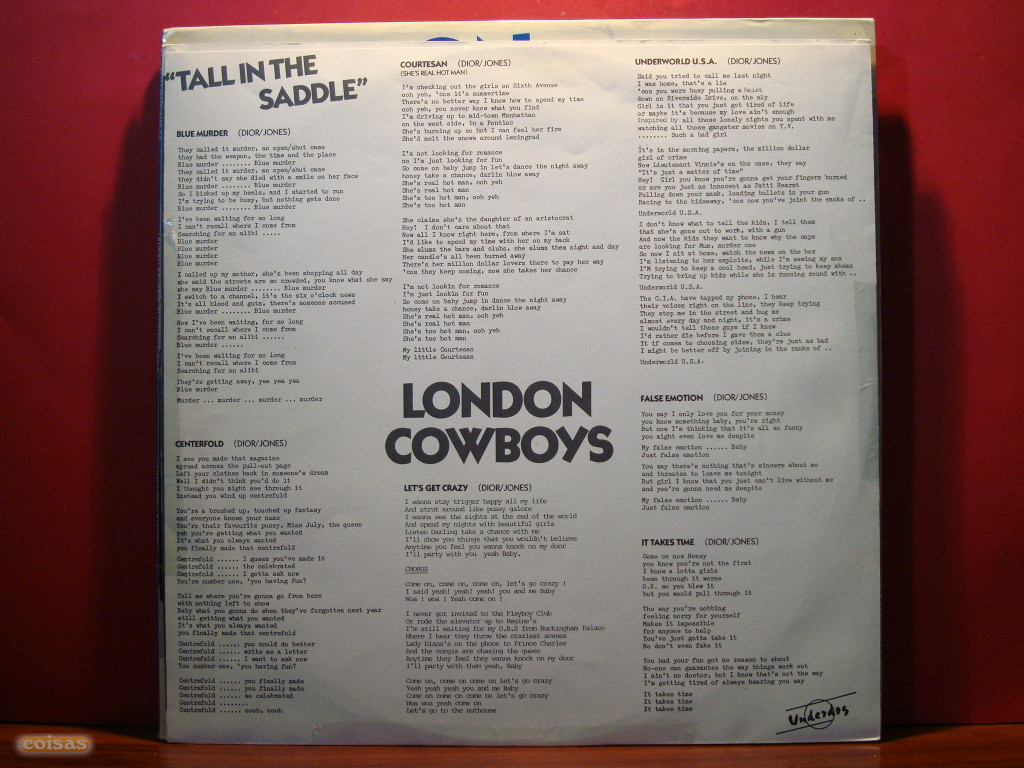 "TALL IN THE
SADDLE"
BLUE MURDER (DIOR/JONES)
They called it murder, an open/shut case
they had the weapon, the time and the place
Blue murder ........ Blue murder
They called it murder, an open/shut case
they didn't say she died with a smile on her face
Blue murder ........ Blue murder
So I kicked up my heels, and I started to run
I'm trying to be busy, but nothing gets done
Blue murder ........ Blue murder
I've been waiting for so long
I can't recall where I come from
Searching for an alibi .....
Blue murder
Blue murder
Blue murder
Blue murder
I called up my mother, she's been shopping all day
she said the streets are so crowded, you know what she may
she say Blue murder ........ Blue murder
I switch to a channel, it's the six o'clock news
It's all blood and guts, there's someone accused
Blue murder ........ Blue murder
Now I've been waiting, for so long
I can't recall where I come from
Searching for an alibi ......
Blue murder ......
I've been waiting for so long
I can't recall where I come from
Searching for an alibi
They're getting away, yea yea yea
Blue murder
Murder ... murder ... murder ... murder
CENTERFOLD (DIOR/JONES)
I see you made that magazine
spread across the pull-out page
Left your clothes back in someone's dream
Well I didn't think you'd do it
I thought you might see through it
Instead you wind up centrefold
You're a brushed up, touched up fantasy
and everyone knows your name
You're their favourite pussy, Miss July, the queen
yeh you're getting what you wanted
It's what you always wanted
you finally made that centrefold
Centrefold ...... I guess you've made it
Centrefold ...... the celebrated
Centrefold ...... I gotta ask now
You're number one, 'you having fun?
Tell me where you're gonna go from here
with nothing left to show
Baby what you gonna do when they've forgotten next year
still getting what you wanted
It's what you always wanted
you finally made that centrefold
Centrefold ...... you could do better
Centrefold ...... write me a letter
Centrefold ...... I want to ask now
You number one, 'you having fun?
Centrefold ...... you finally made
Centrefold ...... you finally made
Centrefold ...... so celebrated
Centrefold ........
Centrefold ...... oooh, ooh
COURTESAN (DIOR/JONES)
(SHE'S REAL HOT MAN)
I'm checking out the girls on Sixth Avenue
ooh yeh, 'cos it's summertime
There's no better way I know how to spend my time
ooh yeh, you never know what you find
I'm driving up to mid-town Manhattan
on the west side, in a Pontiac
She's burning up so hot I can feel her fire
She'd melt the snows around Leningrad
I'm not looking for romance
no I'm just looking for fun
So come on baby jump in let's dance the night away
honey take a chance, darlin blow away
She's real hot man, ooh yeh
She's real hot man
She's too hot man, ooh yeh
She's too hot man
She claims she's the daughter of an aristocrat
Hey! I don't care about that
Now all I know right here, from where I'm sat
I'd like to spend my time with her on my back
She slums the bars and clubs, she slums then night and day
Her candle's all been burned away
There's her million dollar lovers there to pay her way
'cos they keep coming, now she takes her chance
I'm not lookin for romance
I'm just lookin for fun
So come on baby jump in dance the night away
honey take a chance, darlin blow away
She's real hot man, ooh yeh
She's real hot man
She's too hot man, ooh yeh
She's too hot man
My little Courtesan
My little Courtesan
LONDON
COWBOYS
LET'S GET CRAZY (DIOR/JONES)
I wanna stay trigger happy all my life
And strut around like pussy galore
I wanna see the sights at the end of the world
And spend my nights with beautiful girls
Listen Darling take a chance with me
I'll show you things that you wouldn't believe
Anytime you feel you wanna knock on my door
I'll party with you yeah Baby.
CHORUS
Come on, come on, come on, let's go crazy !
I said yeah! yeah! yeah! you and me Baby
Woa ! woa ! Yeah come on !
I never got invited to the Playboy Club
Or rode the elevator up to Regine's
I'm still waiting for my O.B.E from Buckingham Palace
Where I hear they throw the craziest scenes
Lady Diana's on the phone to Prince Charles
And the corgis are chasing the queen
Anytime they feel they wanna knock on my door
I'll party with them yeah, Baby
Come on, come on come on let's go crazy
Yeah yeah yeah you and me Baby
Come on come on come on let's go crazy
Woa woa yeah come on
Let's go to the nuthouse
UNDERWORLD U.S.A. (DIOR/JONES)
Said you tried to call me last night
I was home, that's a lie
'cos you were busy pulling a heist
down on Riverside Drive, on the sly
Girl is it that you just got tired of life
or maybe it's because my love ain't enough
Inspired by all those lonely nights you spent with me
watching all those gangster movies on T.V.
........ Such a bad girl
It's in the morning papers, the million dollar
girl of crime
Now Lieutenant Vinnie's on the case, they say
"It's just a matter of time"
Hey! Girl you know you're gonna get your fingers burned
or are you just as innocent as Patti Hearst
Pulling down your mask, loading bullets in your gun
Racing to the hideaway, 'cos now you've joint the ranks of ..
Underworld U.S.A.
I don't know what to tell the kids, I tell them
that she's gone out to work, with a gun
And now the kids they want to know why the cops
are looking for Mum, murder one
So now I sit at home, watch the news on the box
I'm listening to her exploits, while I'm sewing my sox
I'M trying to keep a cool head, just trying to keep ahead
Trying to bring up kids while she is running round with ..
Underworld U.S.A.
The C.I.A. have tapped my phone, I hear
their voices right on the line, they keep trying
They stop me in the street and bug me
almost every day and night, it's a crime
I wouldn't tell those guys if I knew
I'd rather die before I gave them a clue
It if comes to choosing sides, they're just as bad
I might be better off by joining in the ranks of ..
Underworld U.S.A.
FALSE EMOTION (DIOR/JONES)
You may I only love you for your money
you know something baby, you're right
But now I'm thinking that it's all so funny
you might even love me despite
My false emotion ...... Baby
Just false emotion
You say there's nothing that's sincere about me
and threaten to leave me tonight
But girl I know that you just can't live without me
and you're gonna need me despite
My false emotion ...... Baby
Just false emotion
IT TAKES TIME (DIOR/JONES)
Come on now Honey
you know you're not the first
I know a lotta girls
been through it worse
O.K. so you blew it
but you would pull through it
The way you're sobbing
feeling sorry for yourself
Makes it impossible
for anyone to help
You've just gotta take it
No don't even fake it
You had your fun got no reason to shout
No-one can guarantee the way things work out
I ain't no doctor, but I know that's not the way
I'm getting tired of always hearing you say
It takes time
It takes time
It takes time
Underdog
coisas